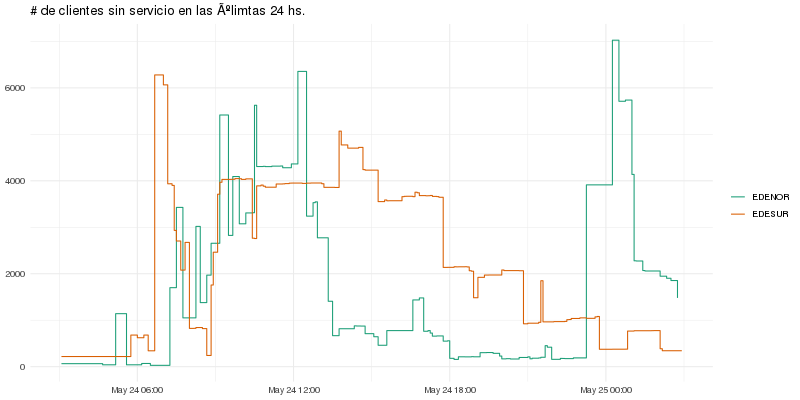 # de clientes sin servicio en las Ãºlimtas 24 hs.
6000
4000
2000
0
May 24 06:00
May 24 12:00
May 24 18:00
May 25 00:00
EDENOR
EDESUR